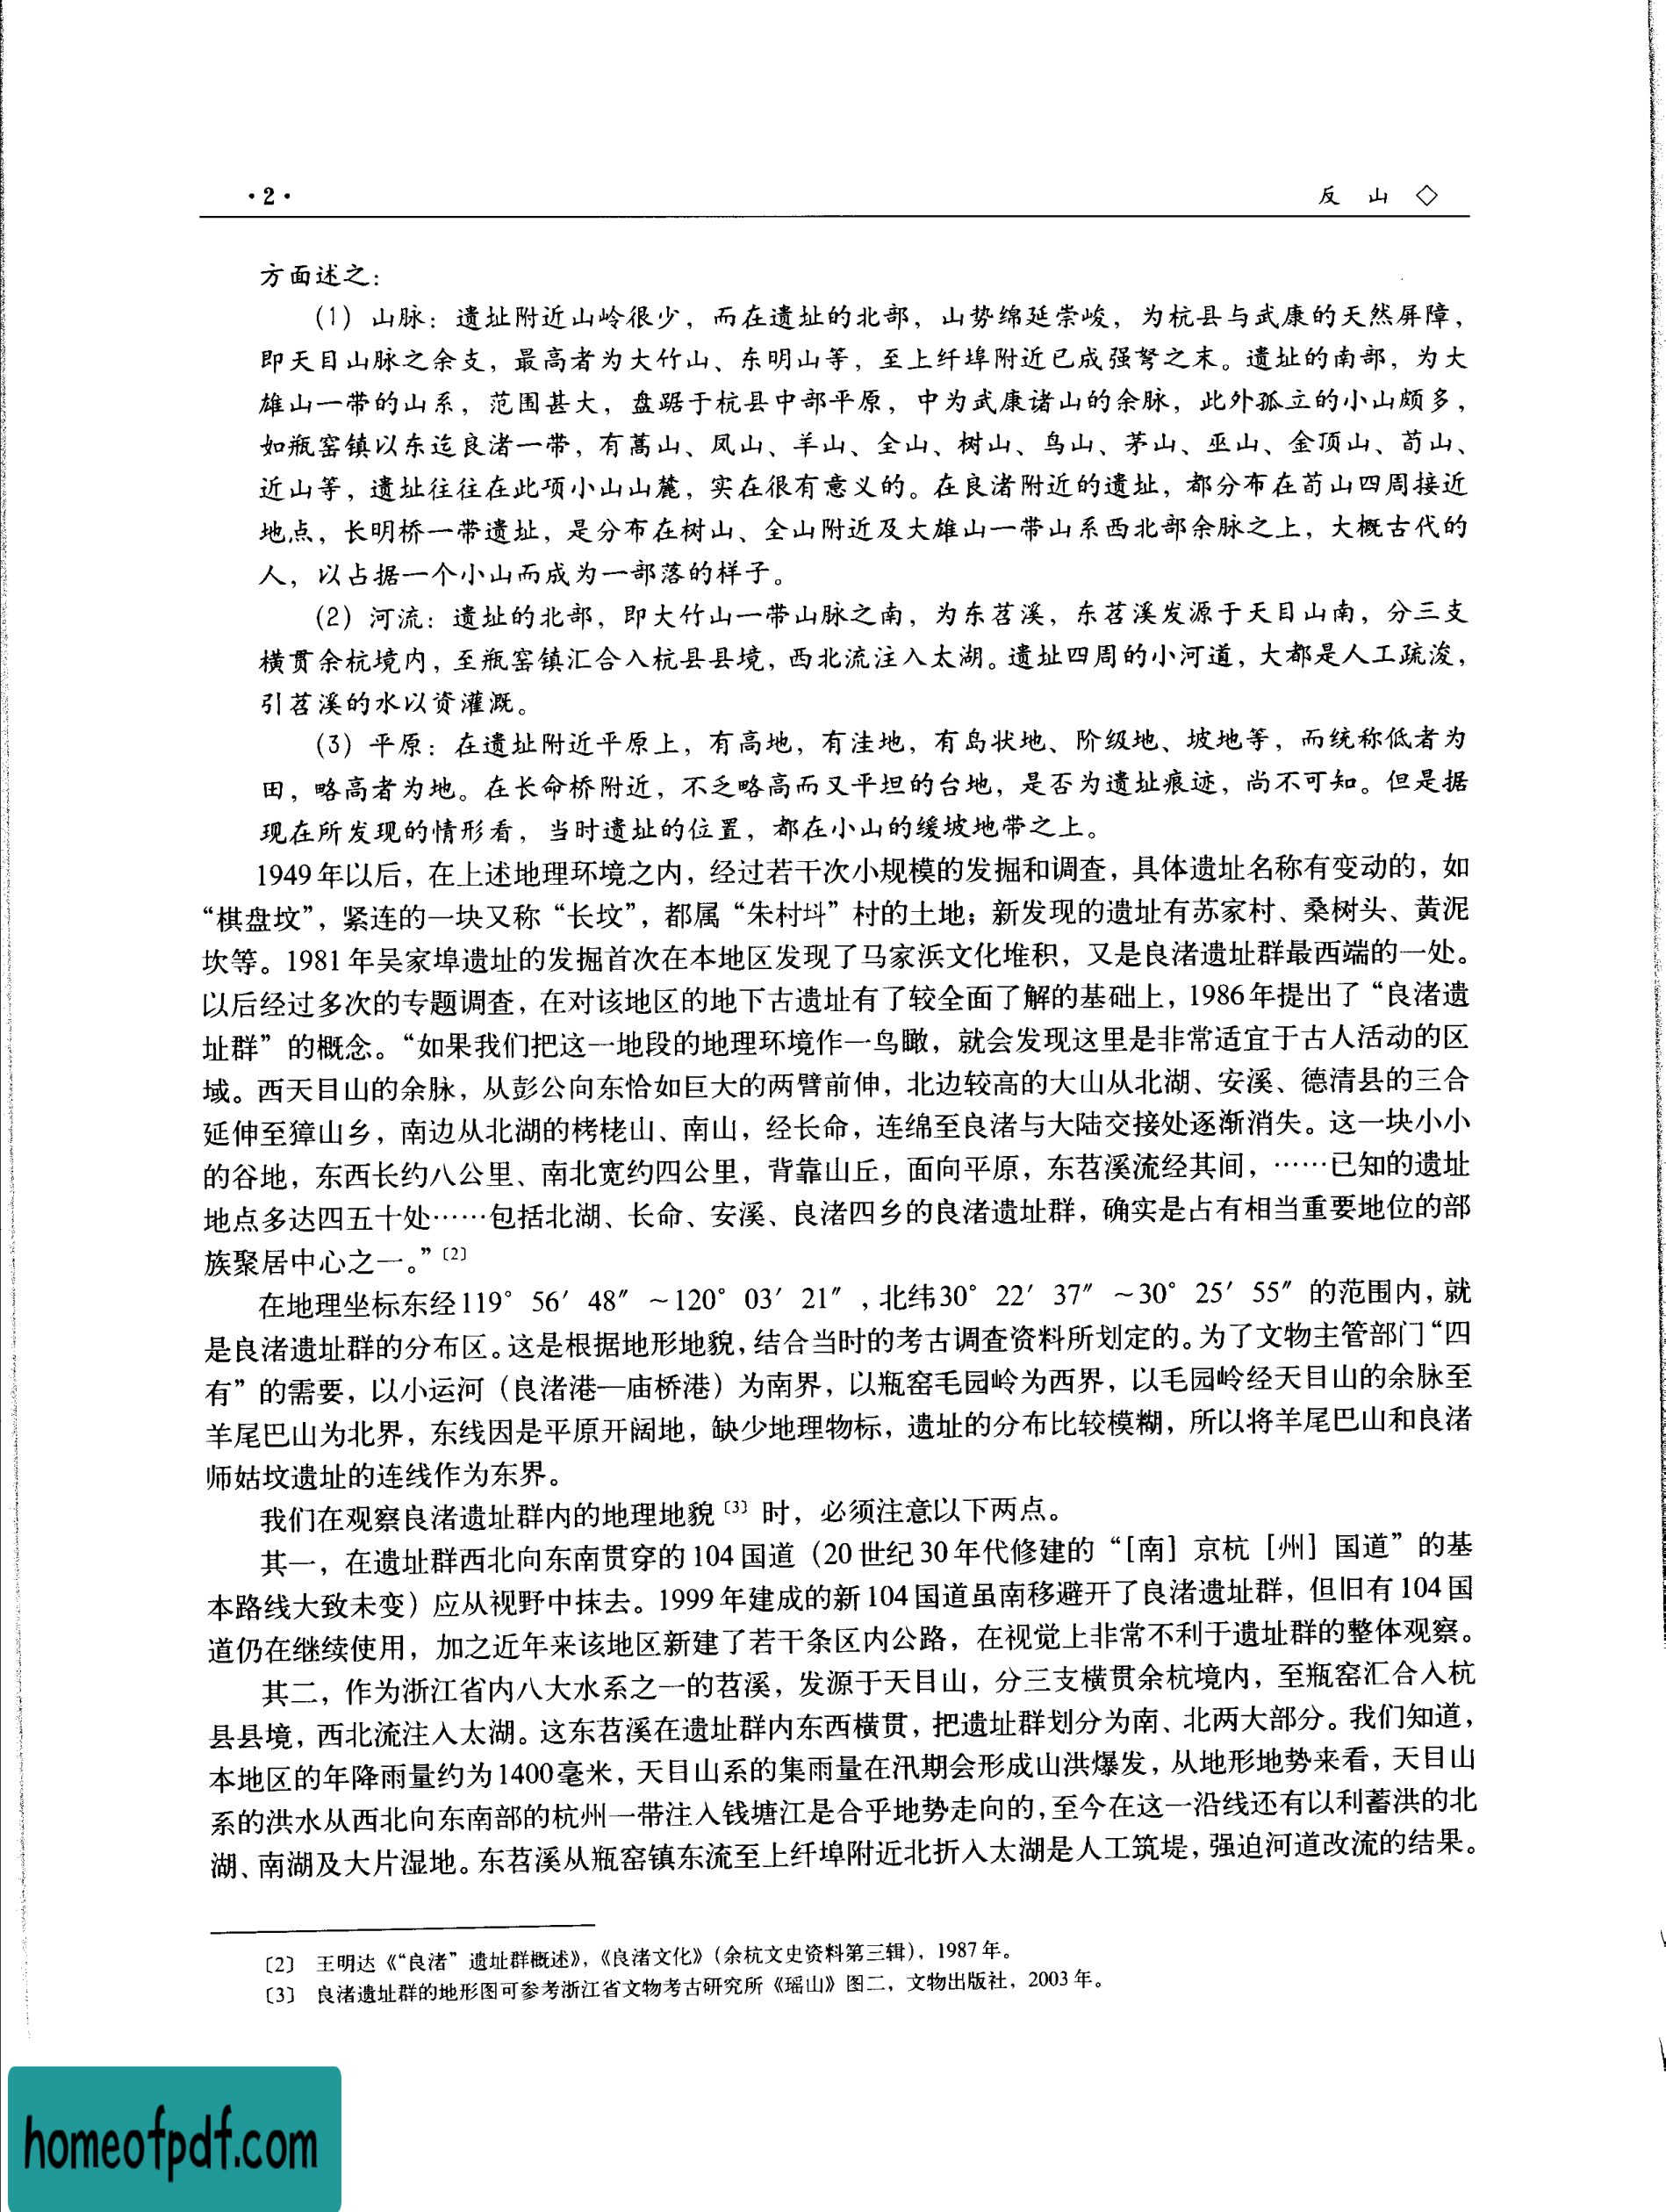 ·2·
反 山 ◇
方面述之：
（1）山脉：遗址附近山岭很少，而在遗址的北部，山势绵延崇峻，为杭县与武康的天然屏障，
即天目山脉之余支，最高者为大竹山、东明山等，至上纤埠附近已成强弩之末。遗址的南部，为大
雄山一带的山系，范围甚大，盘踞于杭县中部平原，中为武康诸山的余脉，此外孤立的小山颇多，
如瓶窑镇以东迄良渚一带，有蒿山、凤山、羊山、全山、树山、鸟山、茅山、巫山、金顶山、荀山、
近山等，遗址往往在此项小山山麓，实在很有意义的。在良渚附近的遗址，都分布在荀山四周接近
地点，长明桥一带遗址，是分布在树山、全山附近及大雄山一带山系西北部余脉之上，大概古代的
人，以占据一个小山而成为一部落的样子。
（2）河流：遗址的北部，即大竹山一带山脉之南，为东苕溪，东苕溪发源于天目山南，分三支
横贯余杭境内，至瓶窑镇汇合入杭县县境，西北流注入太湖。遗址四周的小河道，大都是人工疏浚，
引苕溪的水以资灌溉。
（3）平原：在遗址附近平原上，有高地，有洼地，有岛状地、阶级地、坡地等，而统称低者为
田，略高者为地。在长命桥附近，不乏略高而又平坦的台地，是否为遗址痕迹，尚不可知。但是据
现在所发现的情形看，当时遗址的位置，都在小山的缓坡地带之上。
1949年以后，在上述地理环境之内，经过若干次小规模的发掘和调查，具体遗址名称有变动的，如
“棋盘坟”，紧连的一块又称“长坟”，都属“朱村㘰”村的土地；新发现的遗址有苏家村、桑树头、黄泥
坎等。1981年吴家埠遗址的发掘首次在本地区发现了马家浜文化堆积，又是良渚遗址群最西端的一处。
以后经过多次的专题调查，在对该地区的地下古遗址有了较全面了解的基础上，1986年提出了“良渚遗
址群”的概念。“如果我们把这一地段的地理环境作一鸟瞰，就会发现这里是非常适宜于古人活动的区
域。西天目山的余脉，从彭公向东恰如巨大的两臂前伸，北边较高的大山从北湖、安溪、德清县的三合
延伸至獐山乡，南边从北湖的栲栳山、南山，经长命，连绵至良渚与大陆交接处逐渐消失。这一块小小
的谷地，东西长约八公里、南北宽约四公里，背靠山丘，面向平原，东苕溪流经其间，……已知的遗址
地点多达四五十处……包括北湖、长命、安溪、良渚四乡的良渚遗址群，确实是占有相当重要地位的部
族聚居中心之一。”〔2〕
在地理坐标东经119° 56′ 48″ ～120° 03′ 21″，北纬30° 22′ 37″ ～30° 25′ 55″ 的范围内，就
是良渚遗址群的分布区。这是根据地形地貌，结合当时的考古调查资料所划定的。为了文物主管部门“四
有”的需要，以小运河（良渚港—庙桥港）为南界，以瓶窑毛园岭为西界，以毛园岭经天目山的余脉至
羊尾巴山为北界，东线因是平原开阔地，缺少地理物标，遗址的分布比较模糊，所以将羊尾巴山和良渚
师姑坟遗址的连线作为东界。
我们在观察良渚遗址群内的地理地貌〔3〕时，必须注意以下两点。
其一，在遗址群西北向东南贯穿的104国道（20世纪30年代修建的“[南] 京杭 [州] 国道”的基
本路线大致未变）应从视野中抹去。1999年建成的新104国道虽南移避开了良渚遗址群，但旧有104国
道仍在继续使用，加之近年来该地区新建了若干条区内公路，在视觉上非常不利于遗址群的整体观察。
其二，作为浙江省内八大水系之一的苕溪，发源于天目山，分三支横贯余杭境内，至瓶窑汇合入杭
县县境，西北流注入太湖。这东苕溪在遗址群内东西横贯，把遗址群划分为南、北两大部分。我们知道，
本地区的年降雨量约为1400毫米，天目山系的集雨量在汛期会形成山洪爆发，从地形地势来看，天目山
系的洪水从西北向东南部的杭州一带注入钱塘江是合乎地势走向的，至今在这一沿线还有以利蓄洪的北
湖、南湖及大片湿地。东苕溪从瓶窑镇东流至上纤埠附近北折入太湖是人工筑堤，强迫河道改流的结果。
〔2〕 王明达《“良渚”遗址群概述》，《良渚文化》（余杭文史资料第三辑），1987年。
〔3〕 良渚遗址群的地形图可参考浙江省文物考古研究所《瑶山》图二，文物出版社，2003年。
homeofpdf.com